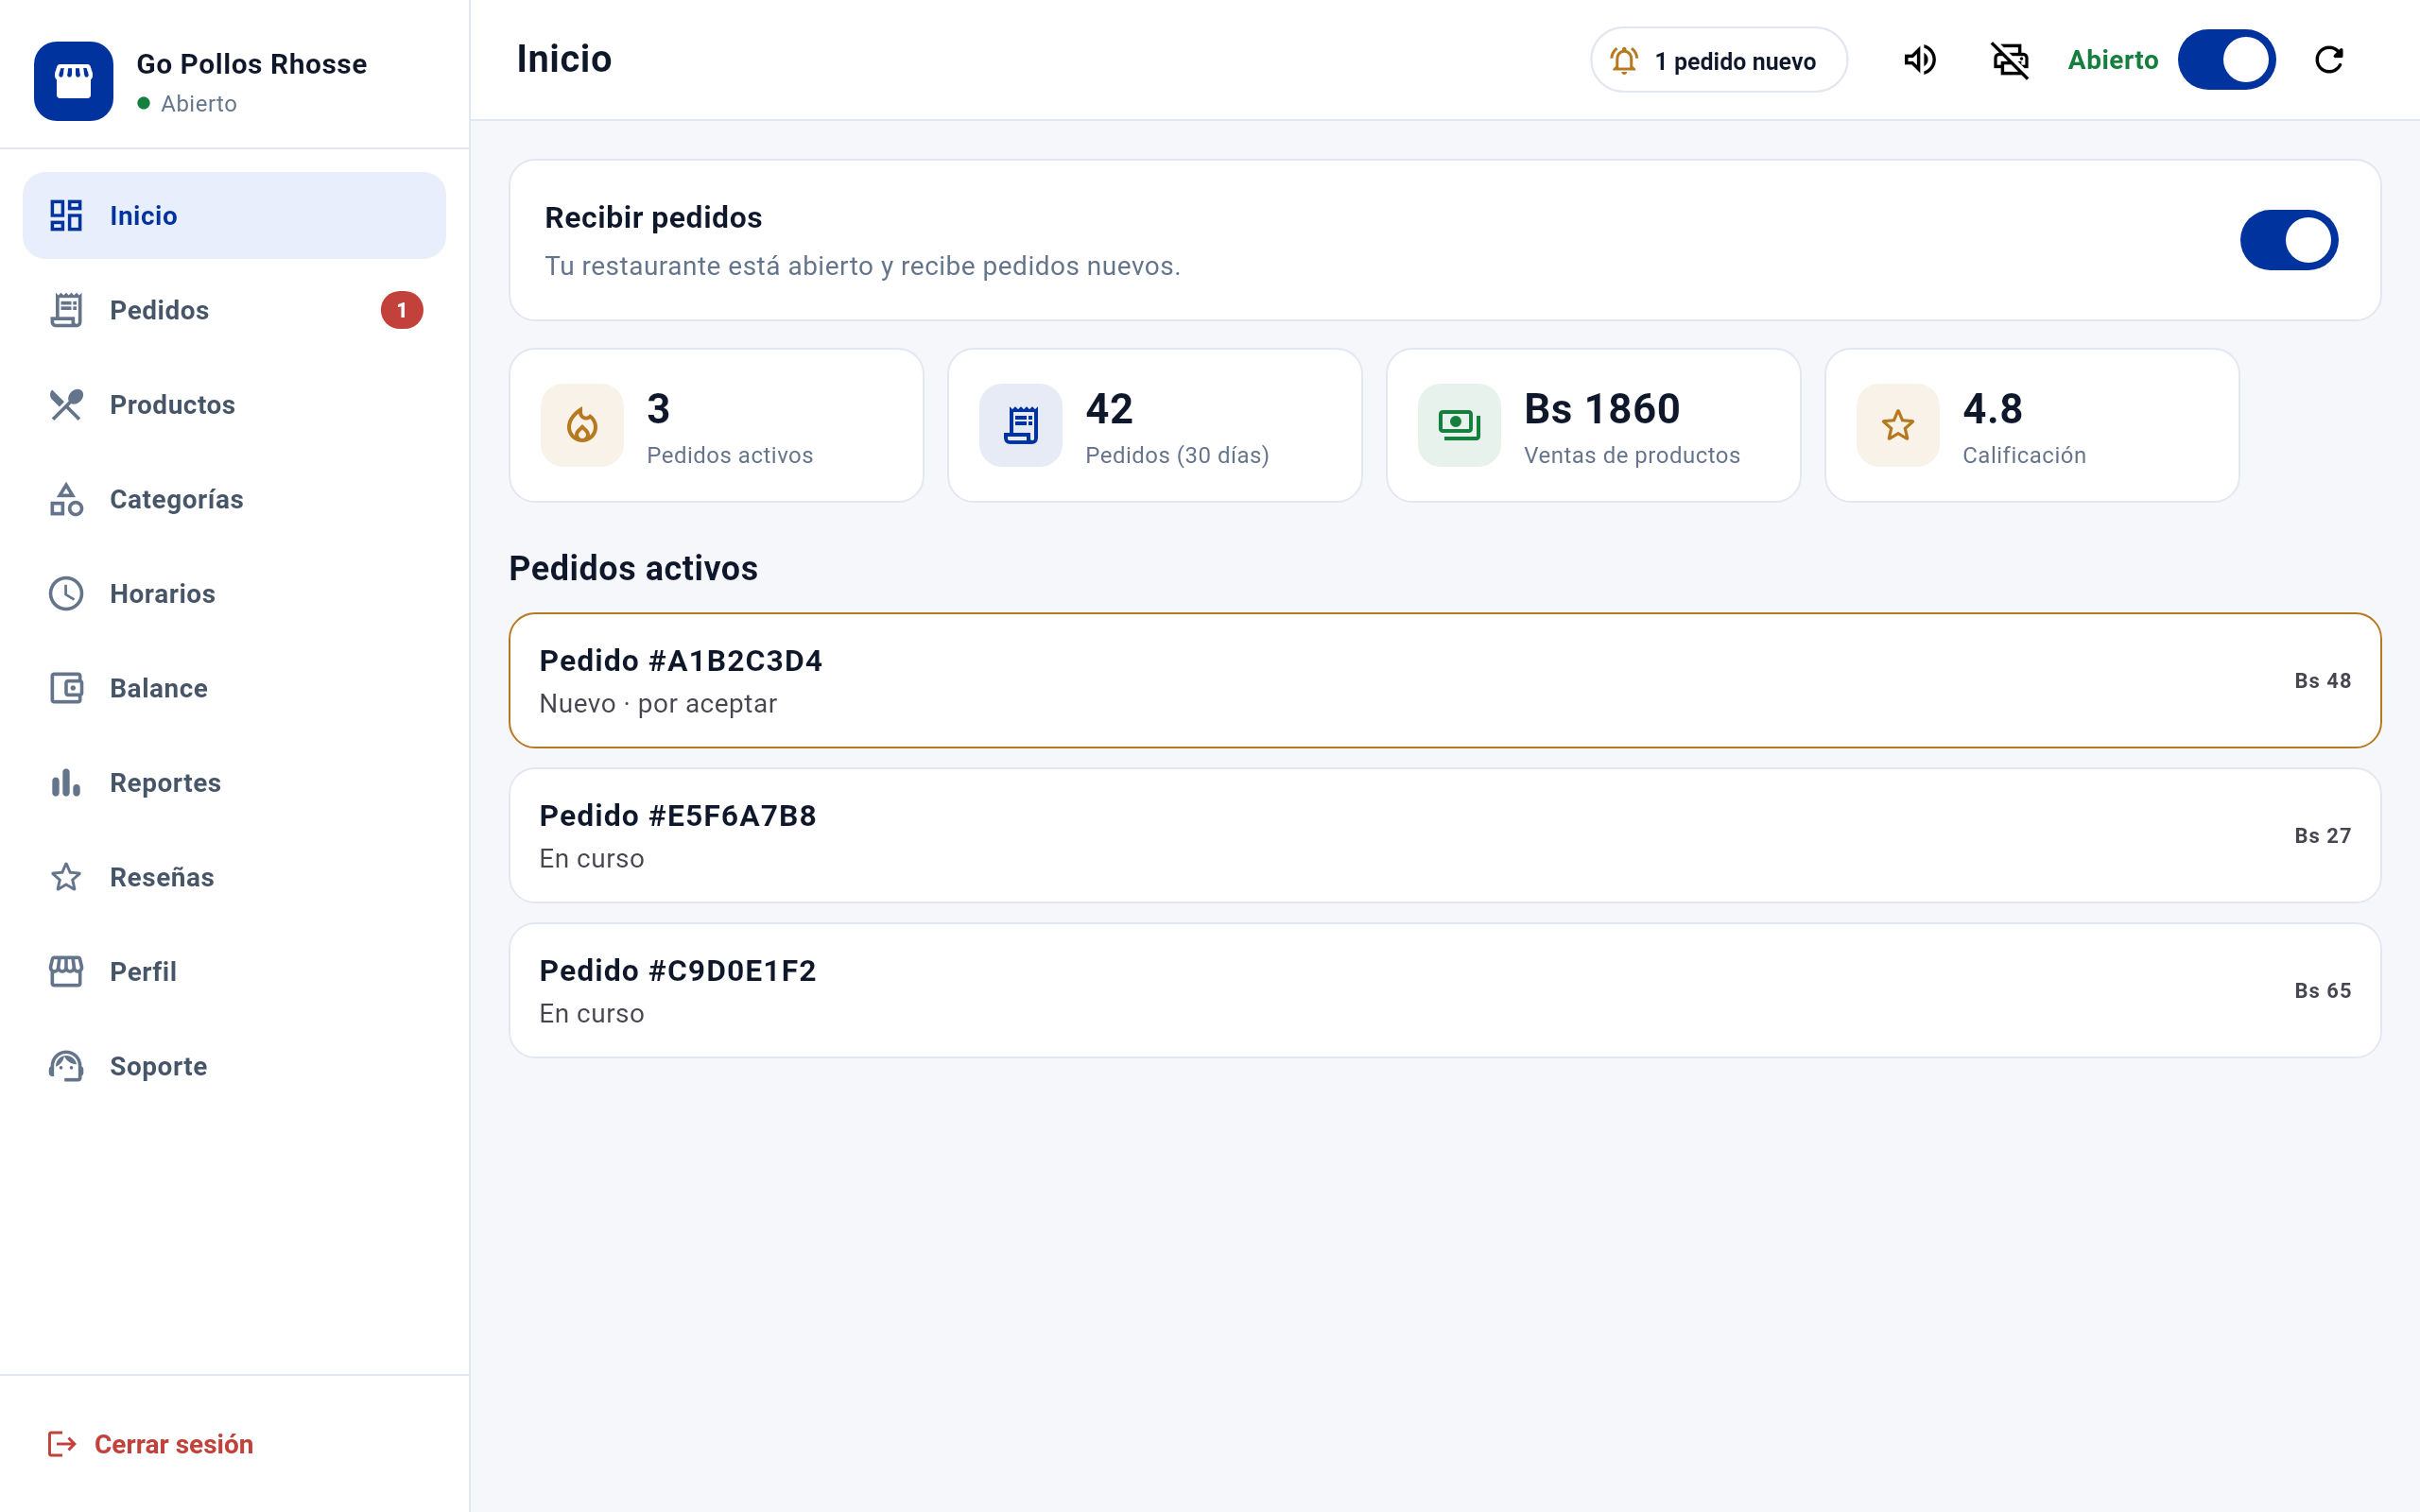 Go Pollos Rhosse
Abierto
Inicio
Pedidos
1
Productos
Categorías
Horarios
Balance
Reportes
Reseñas
Perfil
Soporte
Cerrar sesión
Inicio
1 pedido nuevo
Abierto
Recibir pedidos
Tu restaurante está abierto y recibe pedidos nuevos.
3
Pedidos activos
42
Pedidos (30 días)
Bs 1860
Ventas de productos
4.8
Calificación
Pedidos activos
Pedido #A1B2C3D4
Nuevo · por aceptar
Bs 48
Pedido #E5F6A7B8
En curso
Bs 27
Pedido #C9D0E1F2
En curso
Bs 65